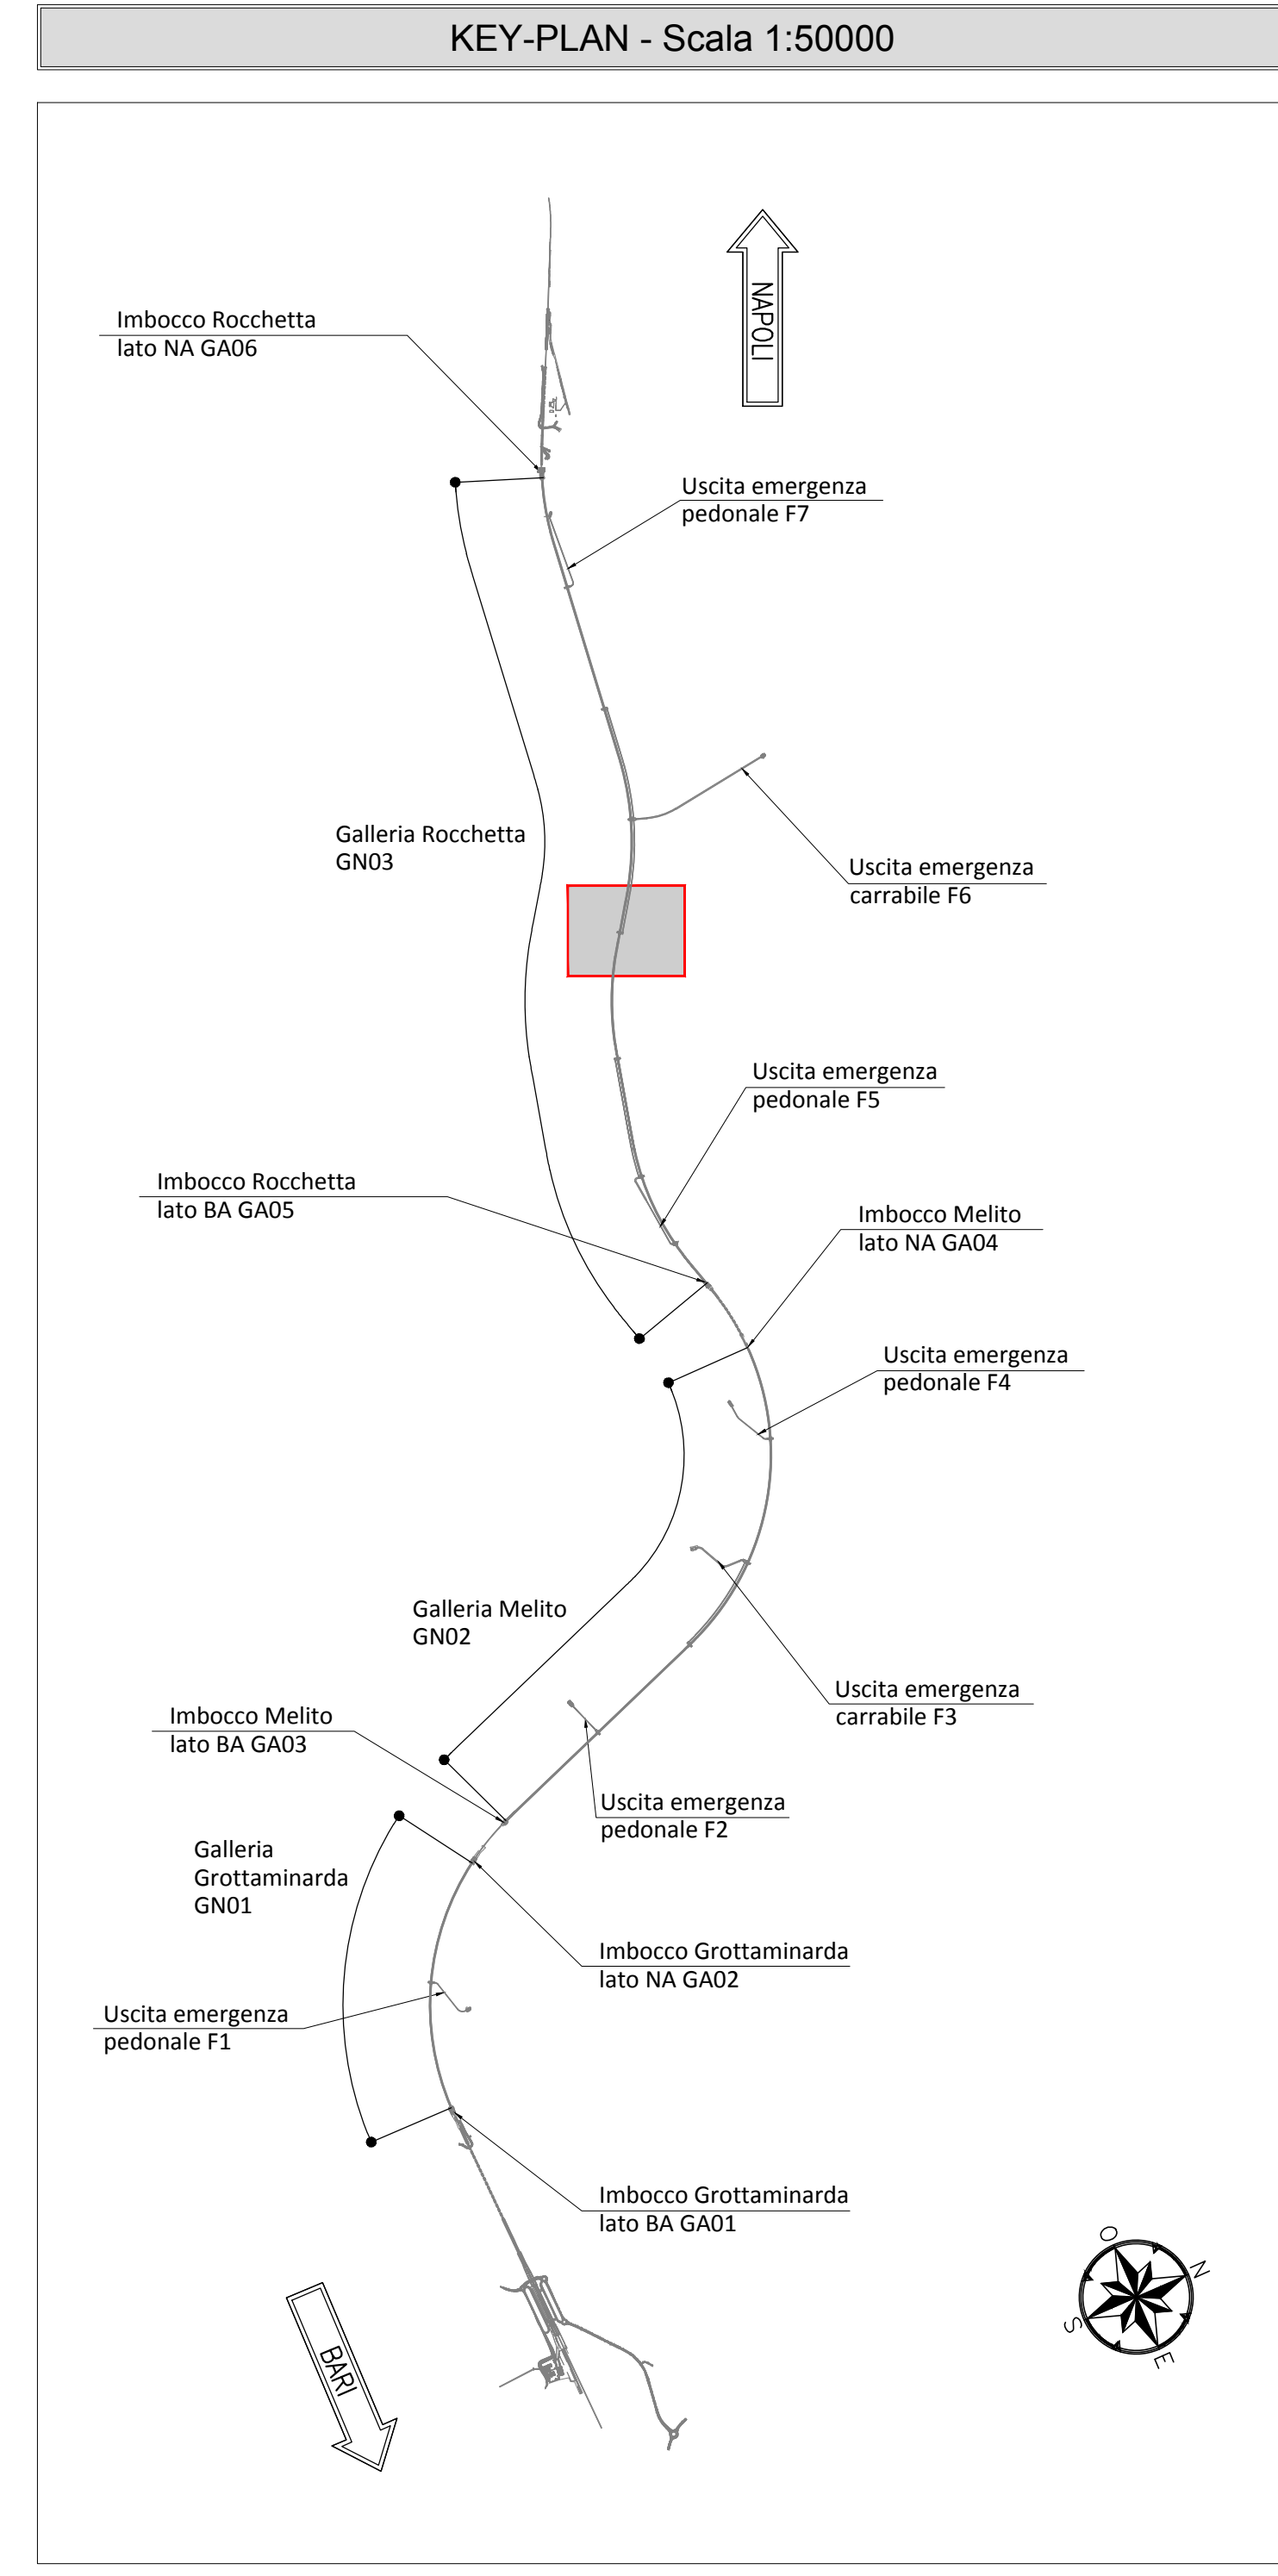 KEY-PLAN - Scala 1:50000
NAPOLI
Imbocco Rocchetta
lato NA GA06
Uscita emergenza
pedonale F7
Galleria Rocchetta
GN03
Uscita emergenza
carrabile F6
Uscita emergenza
pedonale F5
Imbocco Rocchetta
lato BA GA05
Imbocco Melito
lato NA GA04
Uscita emergenza
pedonale F4
Galleria Melito
GN02
Uscita emergenza
carrabile F3
Imbocco Melito
lato BA GA03
Uscita emergenza
pedonale F2
Galleria
Grottaminarda
GN01
Imbocco Grottaminarda
lato NA GA02
Uscita emergenza
pedonale F1
Imbocco Grottaminarda
lato BA GA01
BARI
O
N
S
E